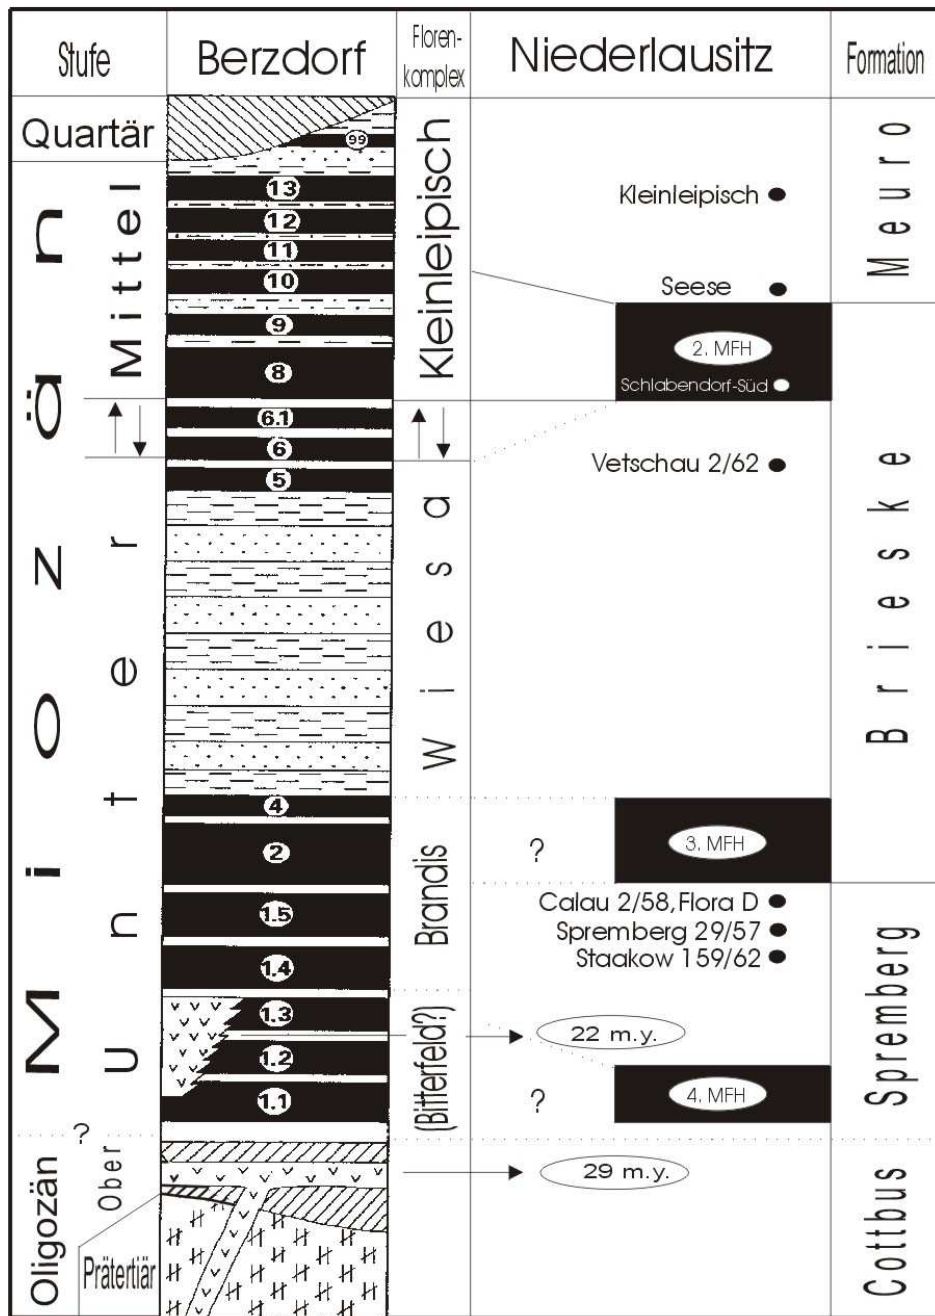 Stufe
Berzdorf
Floren-
komplex
Niederlausitz
Formation
Quartär
Miozän
Mittel
Unter
Oligozän
Ober
Prätertiär
?
99
13
12
11
10
9
8
6.1
6
5
4
2
1.5
1.4
1.3
1.2
1.1
Kleinleipisch
Wiesa
Brandis
(Bitterfeld?)
Kleinleipisch
Seese
2. MFH
Schlabendorf-Süd
Vetschau 2/62
?
3. MFH
Calau 2/58, Flora D
Spremberg 29/57
Staakow 159/62
22 m.y.
?
4. MFH
29 m.y.
Meuro
Brieske
Spremberg
Cottbus